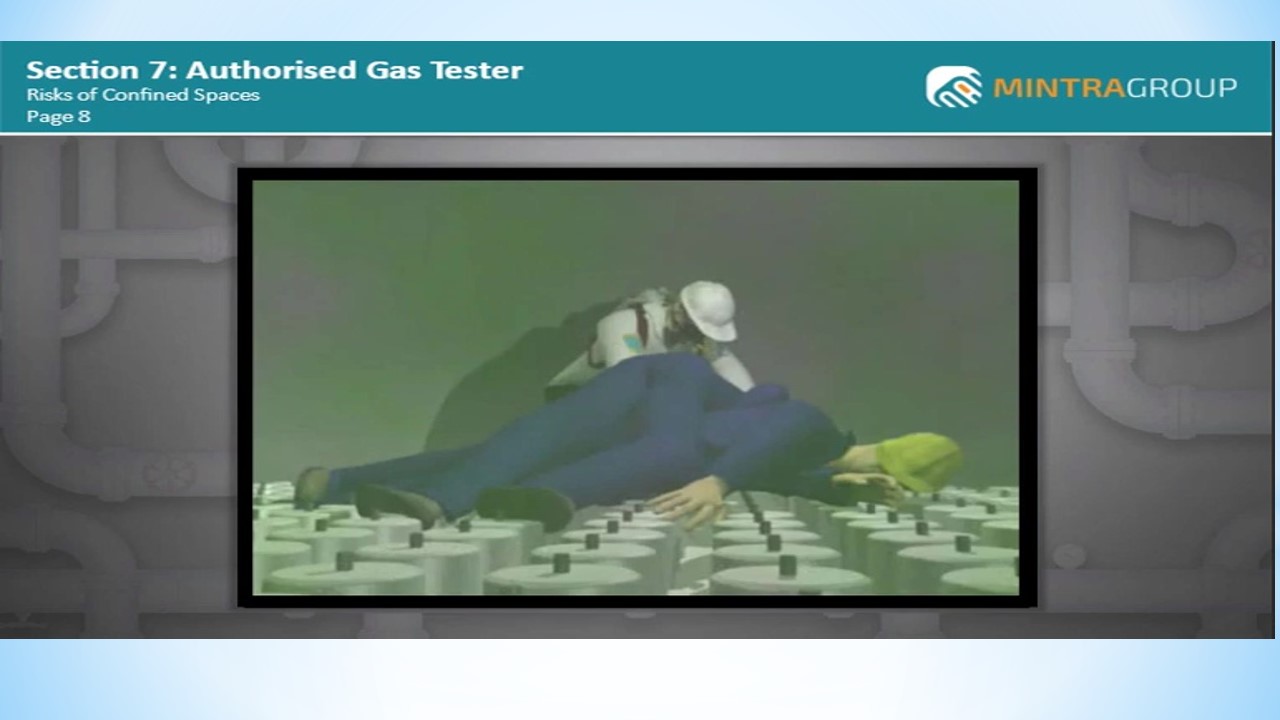 Section 7: Authorised Gas Tester
Risks of Confined Spaces
Page 8
MINTRAGROUP